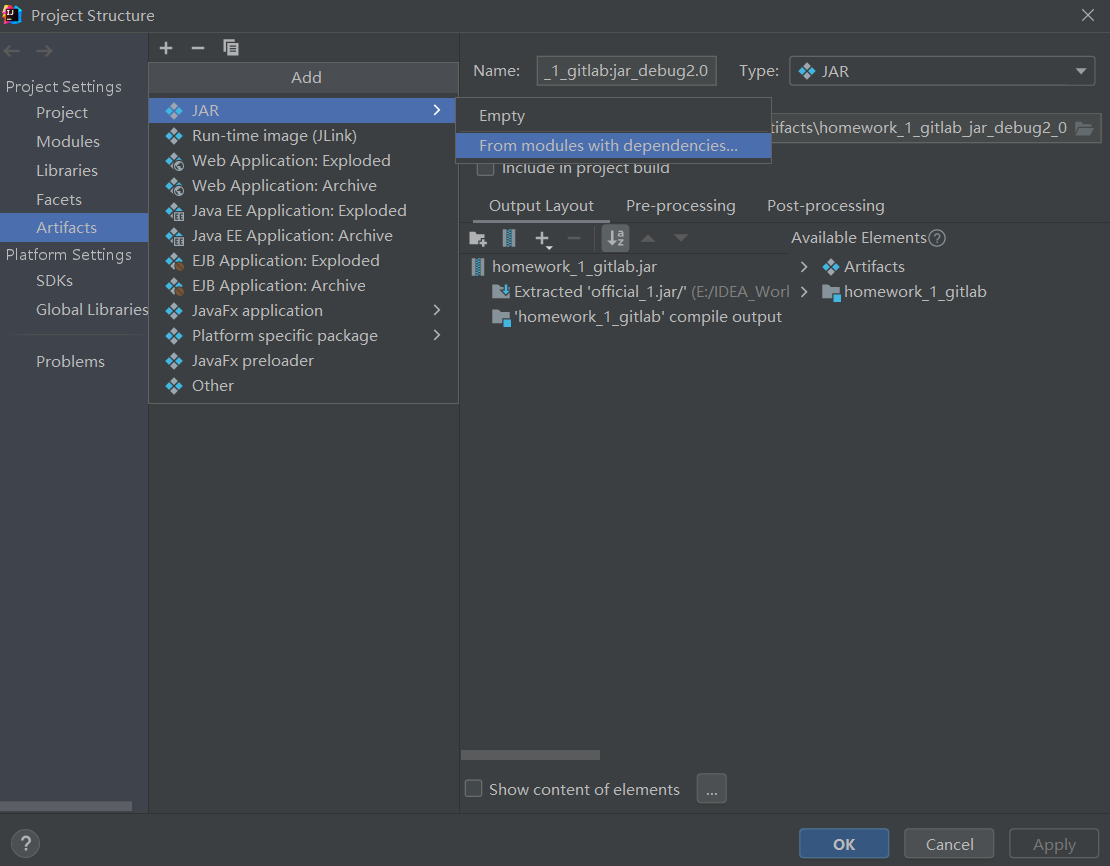 Project Structure
Project Settings
Project
Modules
Libraries
Facets
Artifacts
Platform Settings
SDKs
Global Libraries
Problems
Add
JAR
Run-time image (JLink)
Web Application: Exploded
Web Application: Archive
Java EE Application: Exploded
Java EE Application: Archive
EJB Application: Exploded
EJB Application: Archive
JavaFx application
Platform specific package
JavaFx preloader
Other
Empty
From modules with dependencies...
Name: _1_gitlab:jar_debug2.0 Type: JAR
tifacts\homework_1_gitlab_jar_debug2_0
Include in project build
Output Layout Pre-processing Post-processing
Available Elements
homework_1_gitlab.jar
Extracted 'official_1.jar/' (E:/IDEA_Worl
'homework_1_gitlab' compile output
Artifacts
homework_1_gitlab
Show content of elements ...
? OK Cancel Apply